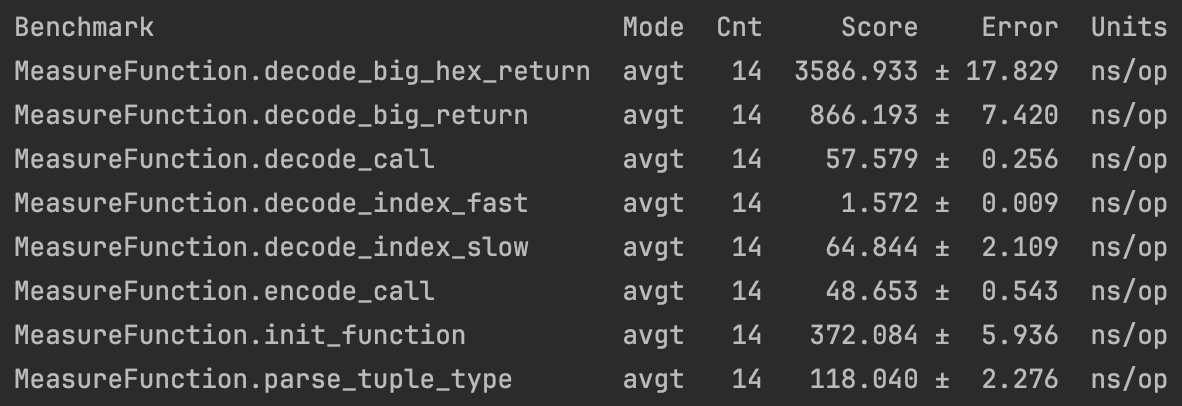 Benchmark                            Mode  Cnt     Score    Error  Units
MeasureFunction.decode_big_hex_return  avgt   14  3586.933 ± 17.829  ns/op
MeasureFunction.decode_big_return      avgt   14   866.193 ±  7.420  ns/op
MeasureFunction.decode_call            avgt   14    57.579 ±  0.256  ns/op
MeasureFunction.decode_index_fast      avgt   14     1.572 ±  0.009  ns/op
MeasureFunction.decode_index_slow      avgt   14    64.844 ±  2.109  ns/op
MeasureFunction.encode_call            avgt   14    48.653 ±  0.543  ns/op
MeasureFunction.init_function          avgt   14   372.084 ±  5.936  ns/op
MeasureFunction.parse_tuple_type       avgt   14   118.040 ±  2.276  ns/op